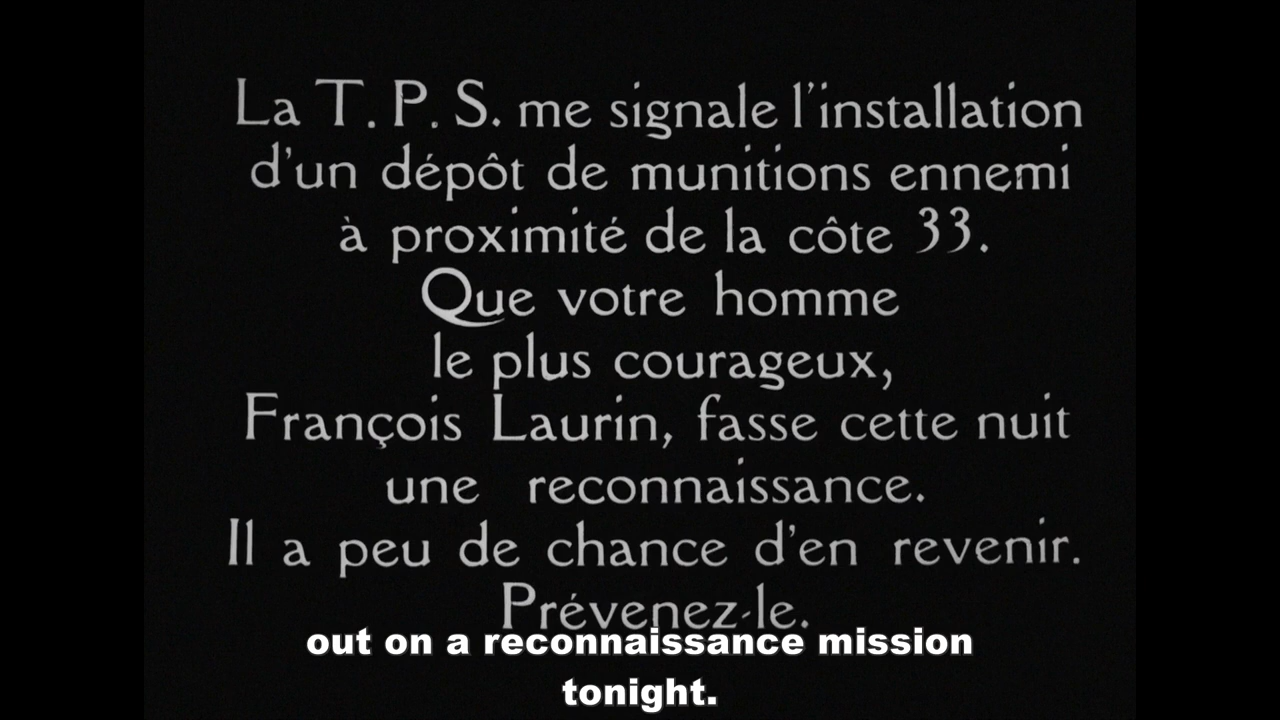 La T. P. S. me signale l'installation
d'un dépôt de munitions ennemi
à proximité de la côte 33.
Que votre homme
le plus courageux,
François Laurin, fasse cette nuit
une reconnaissance.
Il a peu de chance d'en revenir.
Prévenez-le.
out on a reconnaissance mission
tonight.